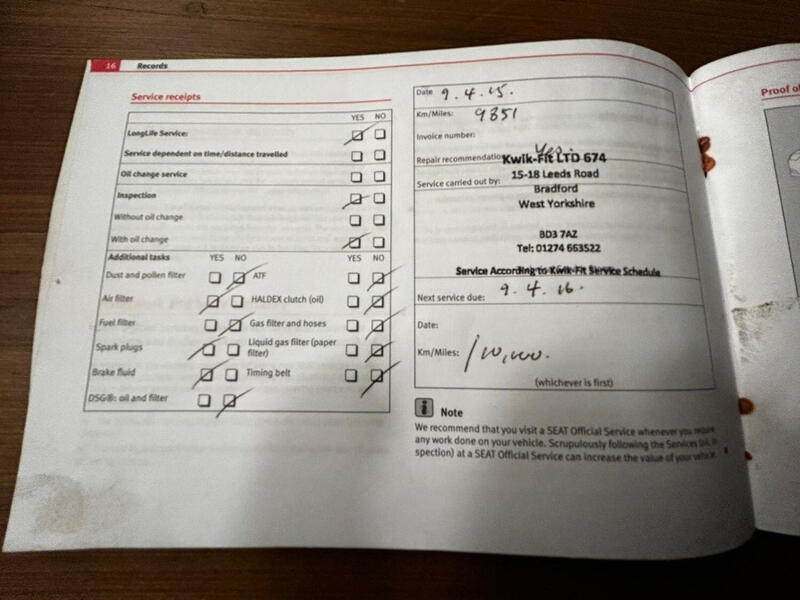 16 Records
Service receipts
YES NO
LongLife Service:
Service dependent on time/distance travelled
Oil change service
Inspection
Without oil change
With oil change
Additional tasks YES NO YES NO
Dust and pollen filter ATF
Air filter HALDEX clutch (oil)
Fuel filter Gas filter and hoses
Spark plugs Liquid gas filter (paper
filter)
Brake fluid Timing belt
DSG®: oil and filter
Date 9.4.15.
Km/Miles: 9851
Invoice number:
Repair recommendation Yes.
Kwik-Fit LTD 674
Service carried out by: 15-18 Leeds Road
Bradford
West Yorkshire
BD3 7AZ
Tel: 01274 663522
Service According to Kwik-Fit Service Schedule
Next service due: 9.4.16.
Date:
Km/Miles: /10,000.
(whichever is first)
i Note
We recommend that you visit a SEAT Official Service whenever you require
any work done on your vehicle. Scrupulously following the Services (oil, in
spection) at a SEAT Official Service can increase the value of your vehicle.
Proof of